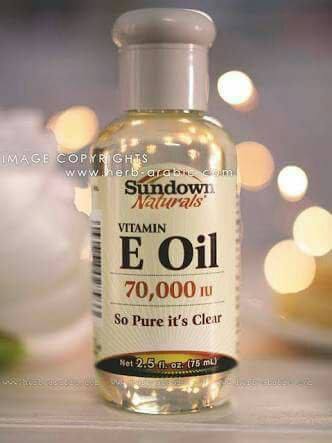 IMAGE COPYRIGHTS
www.herb-arabic.com
Sundown
Naturals
VITAMIN
E Oil
70,000 IU
So Pure it's Clear
Net 2.5 fl. oz. (75 mL)